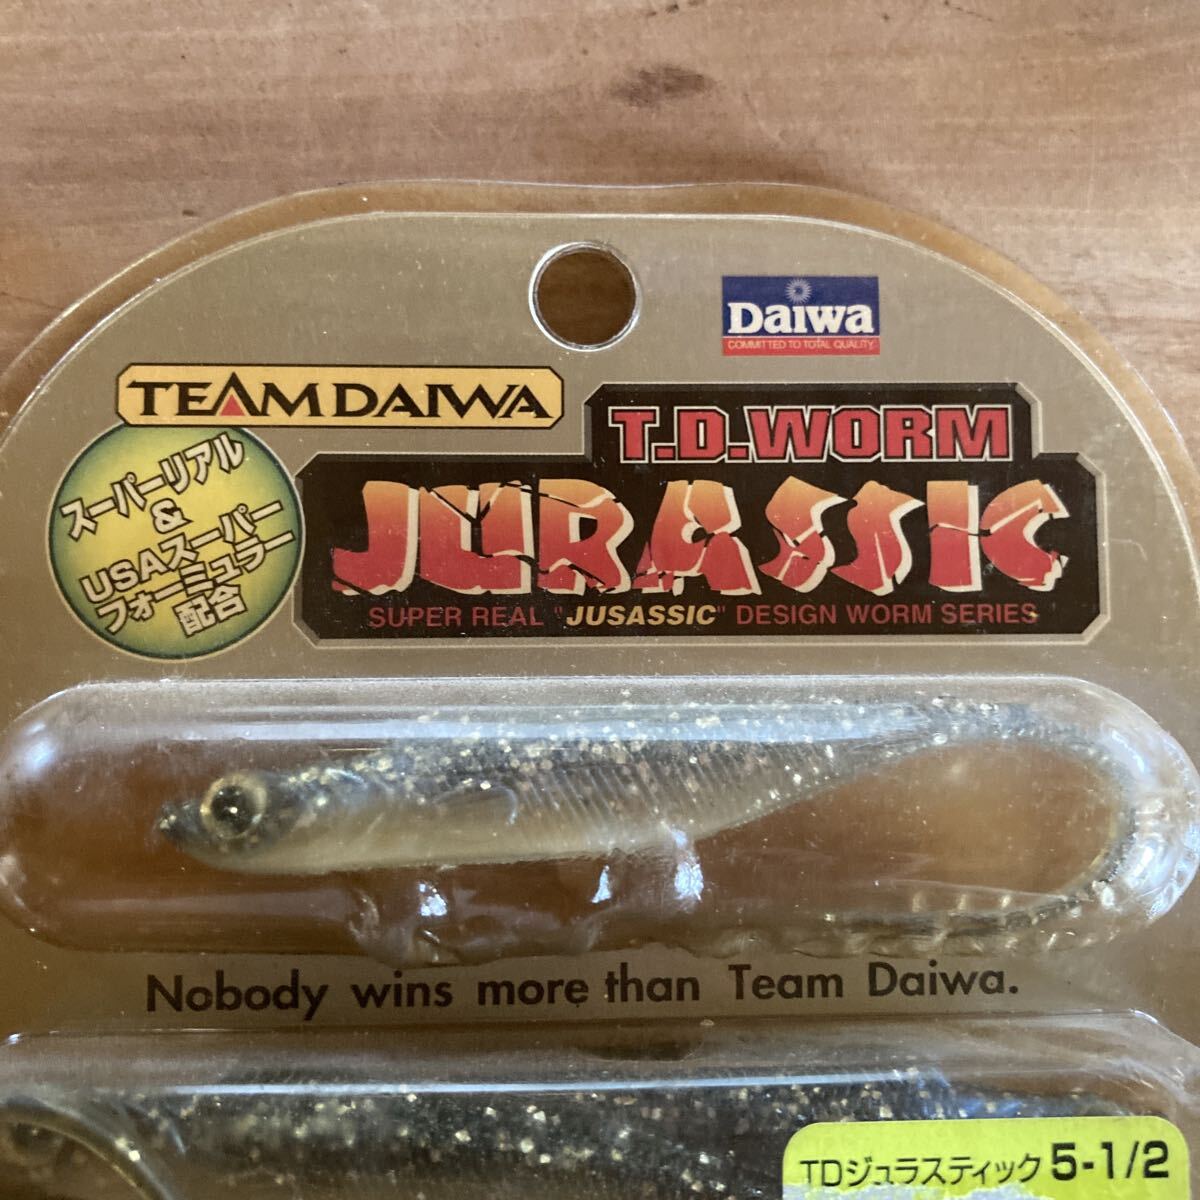 Daiwa
COMMITTED TO TOTAL QUALITY
TEAM DAIWA
T.D.WORM
JURASSIC
SUPER REAL "JUSASSIC" DESIGN WORM SERIES
スーパーリアル
&
USAスーパー
フォーミュラー
配合
Nobody wins more than Team Daiwa.
TDジュラスティック 5-1/2